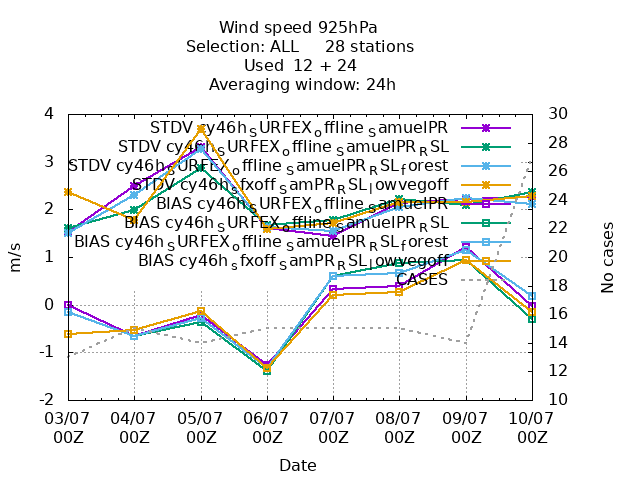 Wind speed 925hPa
Selection: ALL 28 stations
Used 12 + 24
Averaging window: 24h
m/s
No cases
4
3
2
1
0
-1
-2
30
28
26
24
22
20
18
16
14
12
10
STDV cy46h_SURFEX_offline_samuelPR
STDV cy46h_SURFEX_offline_samuelPR_RSL
STDV cy46h_SURFEX_offline_samuelPR_RSL_forest
STDV cy46h_sfxoff_samPR_RSL_lowvegoff
BIAS cy46h_SURFEX_offline_samuelPR
BIAS cy46h_SURFEX_offline_samuelPR_RSL
BIAS cy46h_SURFEX_offline_samuelPR_RSL_forest
BIAS cy46h_sfxoff_samPR_RSL_lowvegoff
CASES
03/07 04/07 05/07 06/07 07/07 08/07 09/07 10/07
00Z 00Z 00Z 00Z 00Z 00Z 00Z 00Z
Date